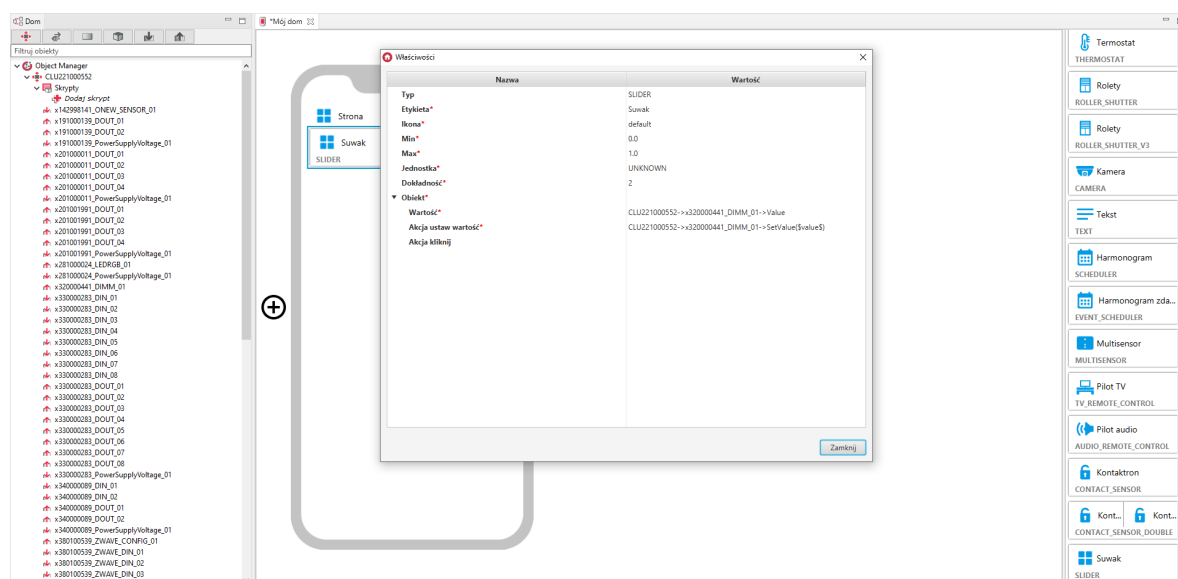 Dom
*Mój dom
Filtruj obiekty
Object Manager
CLU221000552
Skrypty
Dodaj skrypt
x142998141_ONEW_SENSOR_01
x191000139_DOUT_01
x191000139_DOUT_02
x191000139_PowerSupplyVoltage_01
x201000011_DOUT_01
x201000011_DOUT_02
x201000011_DOUT_03
x201000011_DOUT_04
x201000011_PowerSupplyVoltage_01
x201001991_DOUT_01
x201001991_DOUT_02
x201001991_DOUT_03
x201001991_DOUT_04
x201001991_PowerSupplyVoltage_01
x281000024_LEDRGB_01
x281000024_PowerSupplyVoltage_01
x320000441_DIMM_01
x330000283_DIN_01
x330000283_DIN_02
x330000283_DIN_03
x330000283_DIN_04
x330000283_DIN_05
x330000283_DIN_06
x330000283_DIN_07
x330000283_DIN_08
x330000283_DOUT_01
x330000283_DOUT_02
x330000283_DOUT_03
x330000283_DOUT_04
x330000283_DOUT_05
x330000283_DOUT_06
x330000283_DOUT_07
x330000283_DOUT_08
x330000283_PowerSupplyVoltage_01
x340000089_DIN_01
x340000089_DIN_02
x340000089_DOUT_01
x340000089_DOUT_02
x340000089_PowerSupplyVoltage_01
x380100539_ZWAVE_CONFIG_01
x380100539_ZWAVE_DIN_01
x380100539_ZWAVE_DIN_02
x380100539_ZWAVE_DIN_03
Strona
Suwak
SLIDER
Właściwości
Nazwa Wartość
Typ SLIDER
Etykieta* Suwak
Ikona* default
Min* 0.0
Max* 1.0
Jednostka* UNKNOWN
Dokładność* 2
Obiekt*
Wartość* CLU221000552->x320000441_DIMM_01->Value
Akcja ustaw wartość* CLU221000552->x320000441_DIMM_01->SetValue($value$)
Akcja kliknij
Zamknij
Termostat
THERMOSTAT
Rolety
ROLLER_SHUTTER
Rolety
ROLLER_SHUTTER_V3
Kamera
CAMERA
Tekst
TEXT
Harmonogram
SCHEDULER
Harmonogram zda...
EVENT_SCHEDULER
Multisensor
MULTISENSOR
Pilot TV
TV_REMOTE_CONTROL
Pilot audio
AUDIO_REMOTE_CONTROL
Kontaktron
CONTACT_SENSOR
Kont... Kont...
CONTACT_SENSOR_DOUBLE
Suwak
SLIDER